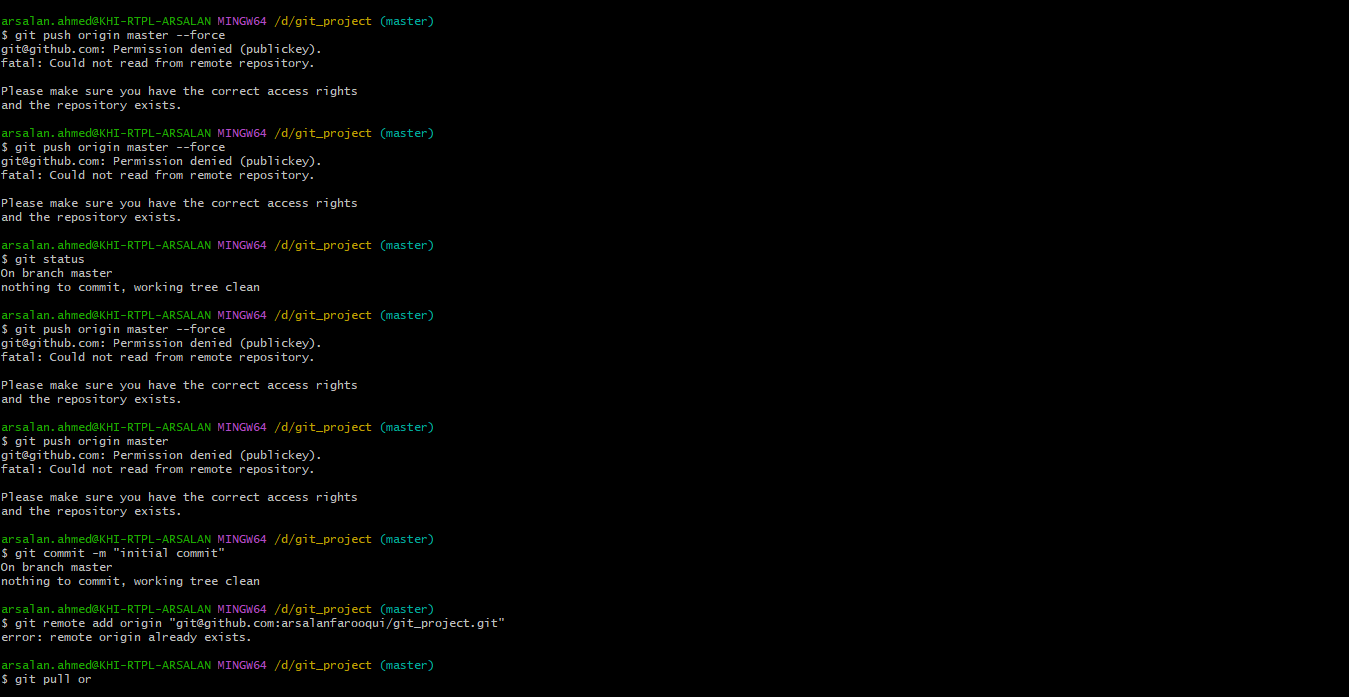 arsalan.ahmed@KHI-RTPL-ARSALAN MINGW64 /d/git_project (master)
$ git push origin master --force
git@github.com: Permission denied (publickey).
fatal: Could not read from remote repository.
Please make sure you have the correct access rights
and the repository exists.
arsalan.ahmed@KHI-RTPL-ARSALAN MINGW64 /d/git_project (master)
$ git push origin master --force
git@github.com: Permission denied (publickey).
fatal: Could not read from remote repository.
Please make sure you have the correct access rights
and the repository exists.
arsalan.ahmed@KHI-RTPL-ARSALAN MINGW64 /d/git_project (master)
$ git status
On branch master
nothing to commit, working tree clean
arsalan.ahmed@KHI-RTPL-ARSALAN MINGW64 /d/git_project (master)
$ git push origin master --force
git@github.com: Permission denied (publickey).
fatal: Could not read from remote repository.
Please make sure you have the correct access rights
and the repository exists.
arsalan.ahmed@KHI-RTPL-ARSALAN MINGW64 /d/git_project (master)
$ git push origin master
git@github.com: Permission denied (publickey).
fatal: Could not read from remote repository.
Please make sure you have the correct access rights
and the repository exists.
arsalan.ahmed@KHI-RTPL-ARSALAN MINGW64 /d/git_project (master)
$ git commit -m "initial commit"
On branch master
nothing to commit, working tree clean
arsalan.ahmed@KHI-RTPL-ARSALAN MINGW64 /d/git_project (master)
$ git remote add origin "git@github.com:arsalanfarooqui/git_project.git"
error: remote origin already exists.
arsalan.ahmed@KHI-RTPL-ARSALAN MINGW64 /d/git_project (master)
$ git pull or